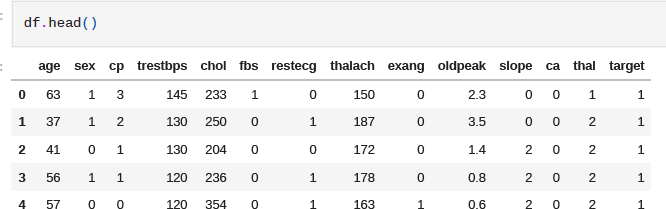 df.head()
age sex cp trestbps chol fbs restecg thalach exang oldpeak slope ca thal target
0 63 1 3 145 233 1 0 150 0 2.3 0 0 1 1
1 37 1 2 130 250 0 1 187 0 3.5 0 0 2 1
2 41 0 1 130 204 0 0 172 0 1.4 2 0 2 1
3 56 1 1 120 236 0 1 178 0 0.8 2 0 2 1
4 57 0 0 120 354 0 1 163 1 0.6 2 0 2 1